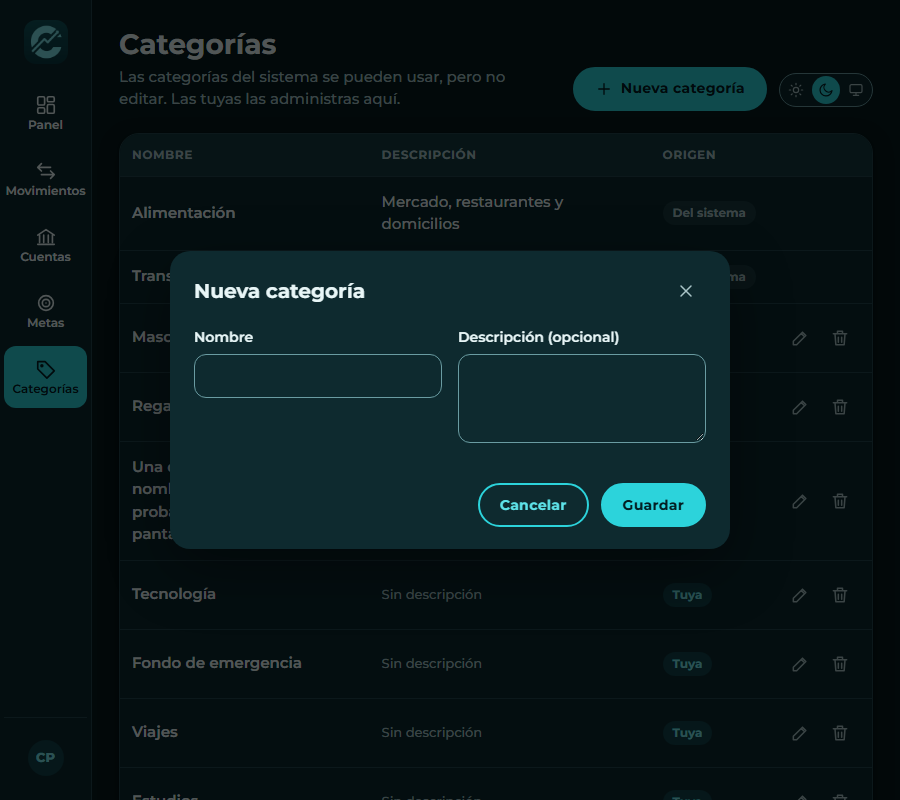 Categorías
Las categorías del sistema se pueden usar, pero no
editar. Las tuyas las administras aquí.
Nueva categoría
Panel
Movimientos
Cuentas
Metas
Categorías
CP
NOMBRE DESCRIPCIÓN ORIGEN
Alimentación
Mercado, restaurantes y
domicilios
Del sistema
Nueva categoría
Nombre
Descripción (opcional)
Cancelar
Guardar
Una
Tecnología Sin descripción Tuya
Fondo de emergencia Sin descripción Tuya
Viajes Sin descripción Tuya